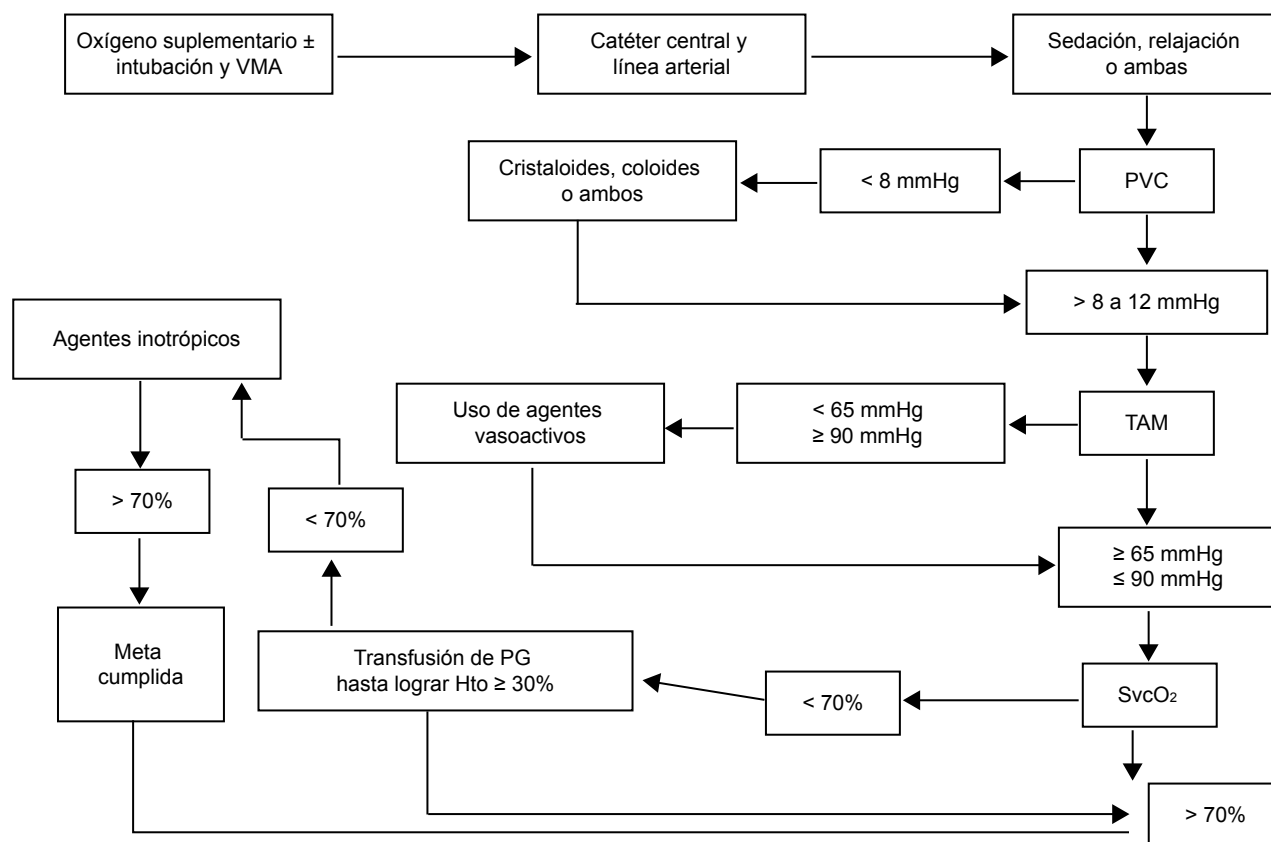 Oxígeno suplementario ±
intubación y VMA
Catéter central y
línea arterial
Sedación, relajación
o ambas
Cristaloides, coloides
o ambos
< 8 mmHg
PVC
> 8 a 12 mmHg
Agentes inotrópicos
Uso de agentes
vasoactivos
< 65 mmHg
≥ 90 mmHg
TAM
> 70%
< 70%
≥ 65 mmHg
≤ 90 mmHg
Meta
cumplida
Transfusión de PG
hasta lograr Hto ≥ 30%
< 70%
SvcO₂
> 70%